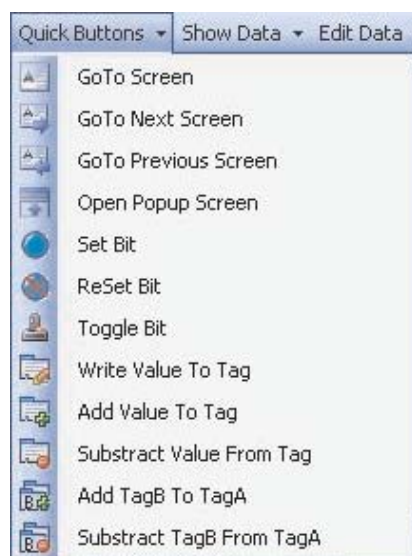 Quick Buttons Show Data Edit Data
GoTo Screen
GoTo Next Screen
GoTo Previous Screen
Open Popup Screen
Set Bit
ReSet Bit
Toggle Bit
Write Value To Tag
Add Value To Tag
Substract Value From Tag
Add TagB To TagA
Substract TagB From TagA